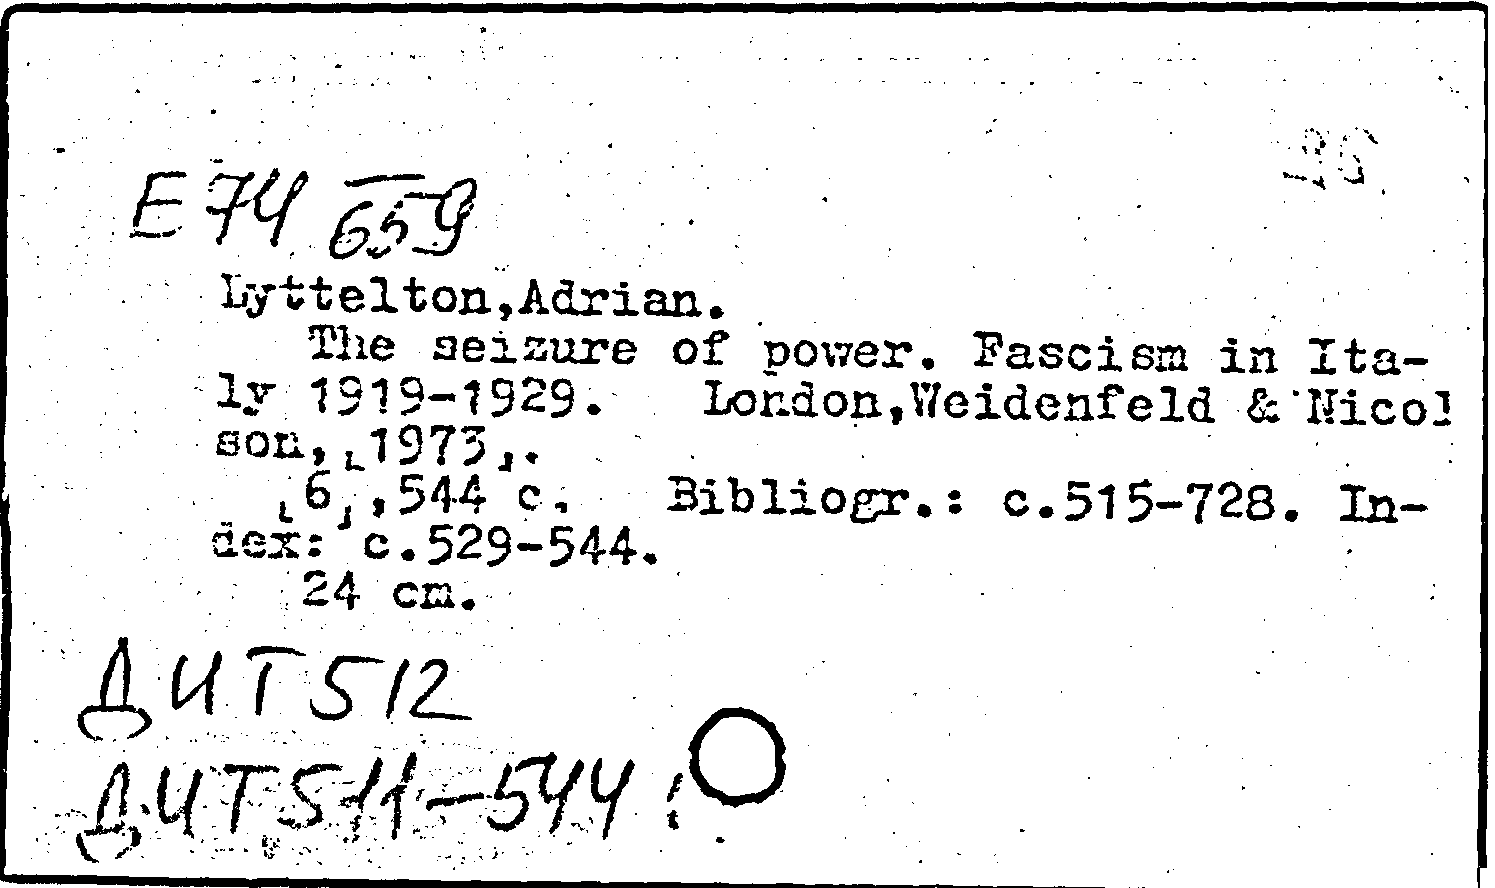 E 74 659
Lyttelton,Adrian.
The seizure of power. Fascism in Ita-
ly 1919-1929. London,Weidenfeld & Nicol
son,[1973].
[6],544 c. Bibliogr.: c.515-728. In-
dex: c.529-544.
24 cm.
ДИТ512
ДИТ511-544!